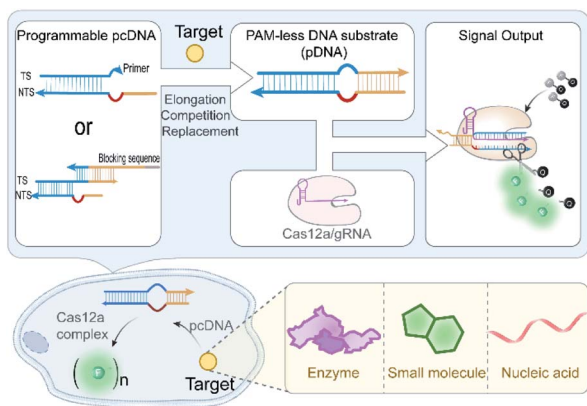 Programmable pcDNA
Primer
TS
NTS
or
Blocking sequence
TS
NTS
Target
Elongation
Competition
Replacement
PAM-less DNA substrate
(pDNA)
Cas12a/gRNA
Signal Output
Q
Q
Q
Q
F
F
F
Cas12a
complex
pcDNA
F
n
Target
Enzyme
Small molecule
Nucleic acid